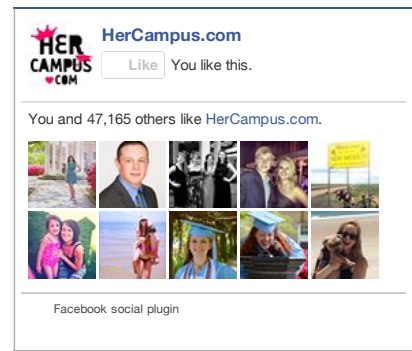 HER
CAMPUS
.COM
HerCampus.com
Like You like this.
You and 47,165 others like HerCampus.com.
Facebook social plugin